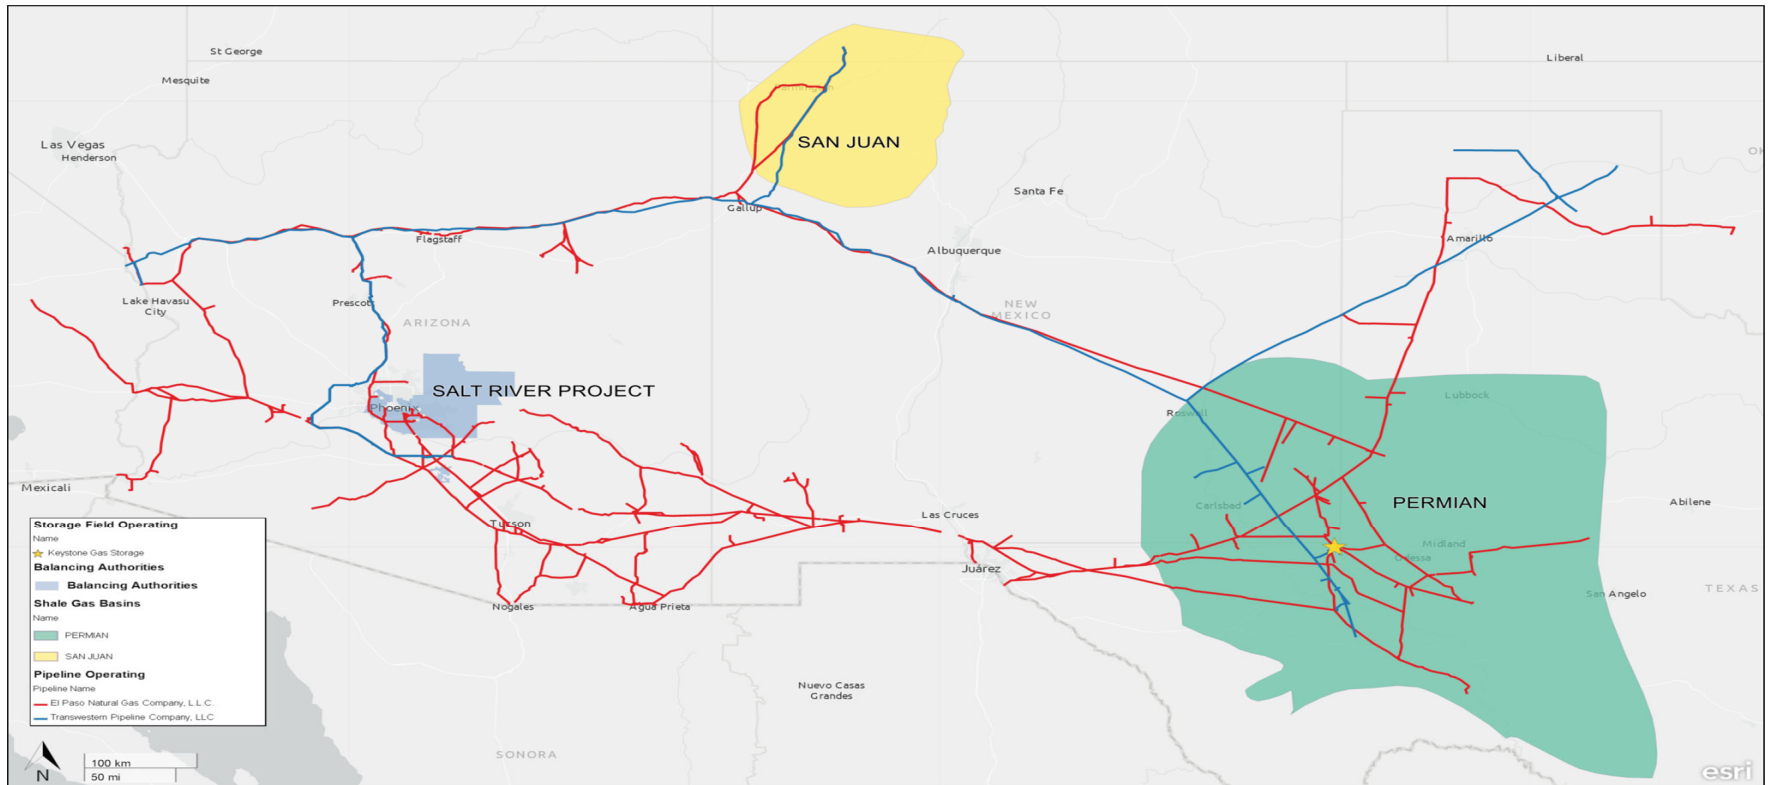 St George
Liberal
Mesquite
Farmington
Las Vegas
Henderson
SAN JUAN
OK
Santa Fe
Gallup
Flagstaff
Amarillo
Albuquerque
Lake Havasu
City
Prescott
NEW
MEXICO
ARIZONA
SALT RIVER PROJECT
Phoenix
Roswell
Lubbock
Mexicali
Carlsbad
PERMIAN
Abilene
Las Cruces
Tucson
Midland
Odessa
Juárez
San Angelo
TEXAS
Nogales
Agua Prieta
Nuevo Casas
Grandes
SONORA
Storage Field Operating
Name
Keystone Gas Storage
Balancing Authorities
Balancing Authorities
Shale Gas Basins
Name
PERMIAN
SAN JUAN
Pipeline Operating
Pipeline Name
El Paso Natural Gas Company, L.L.C.
Transwestern Pipeline Company, LLC
N
100 km
50 mi
esri